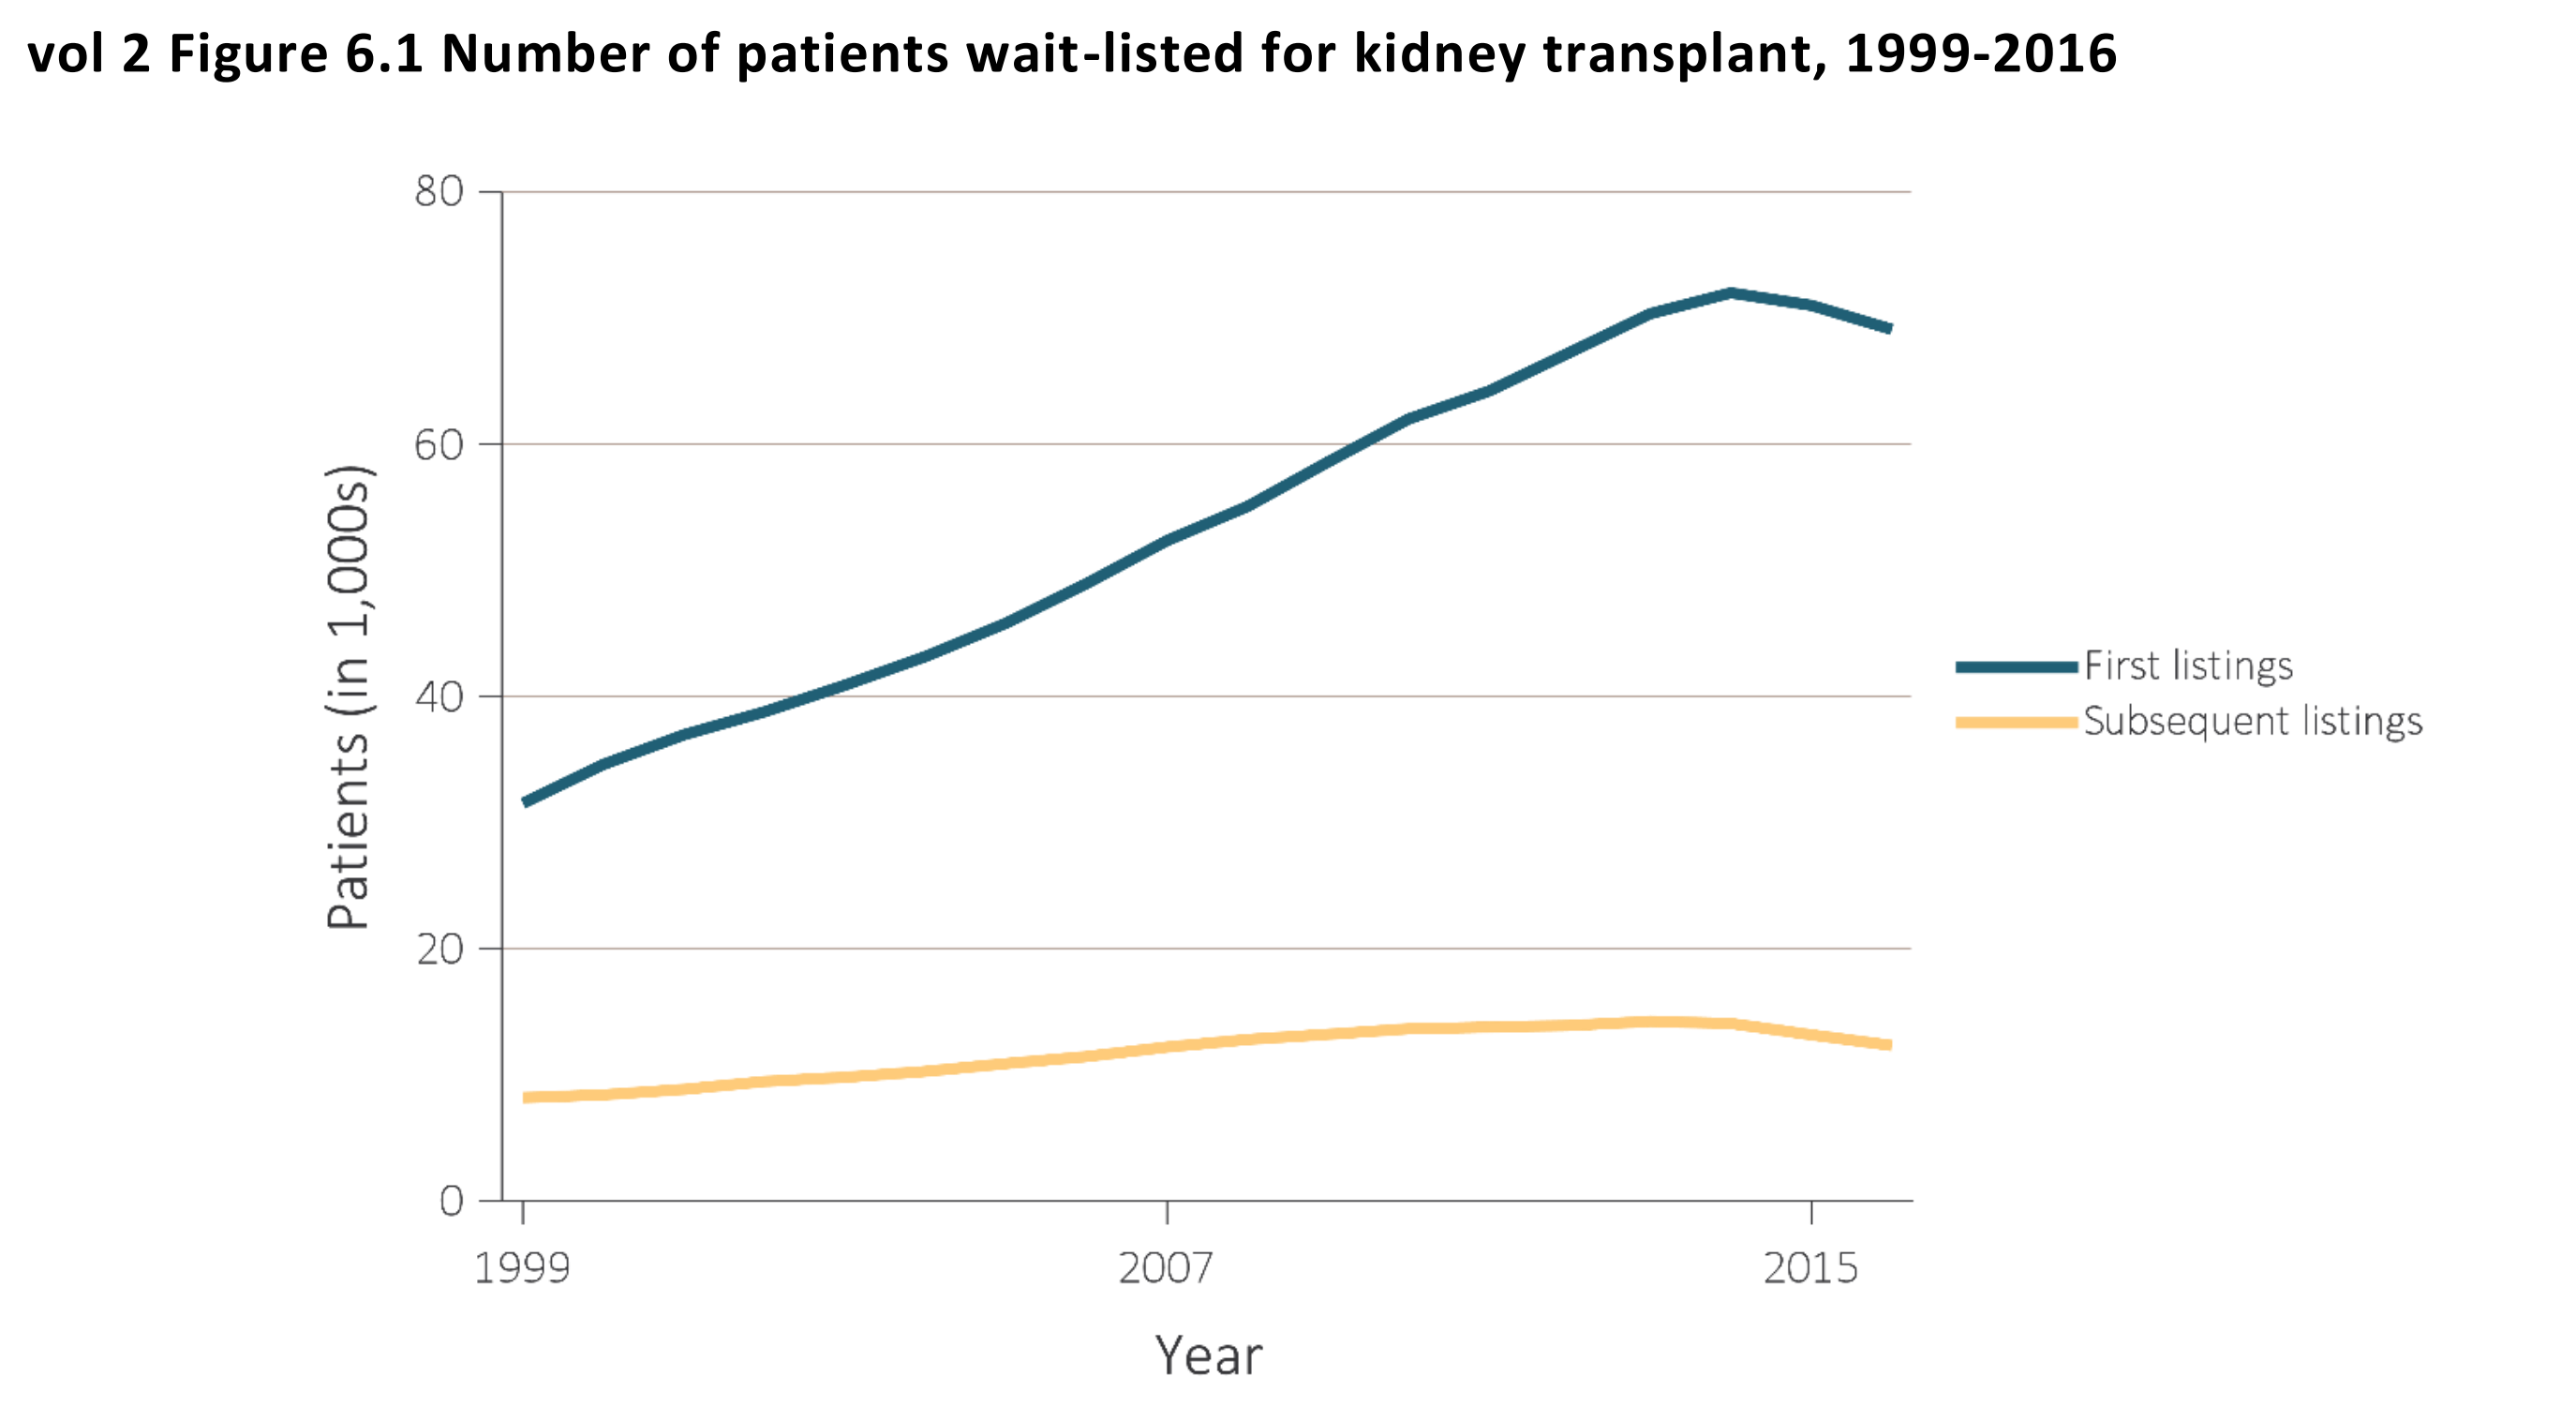 vol 2 Figure 6.1 Number of patients wait-listed for kidney transplant, 1999-2016
80
60
40
20
0
Patients (in 1,000s)
First listings
Subsequent listings
1999 2007 2015
Year